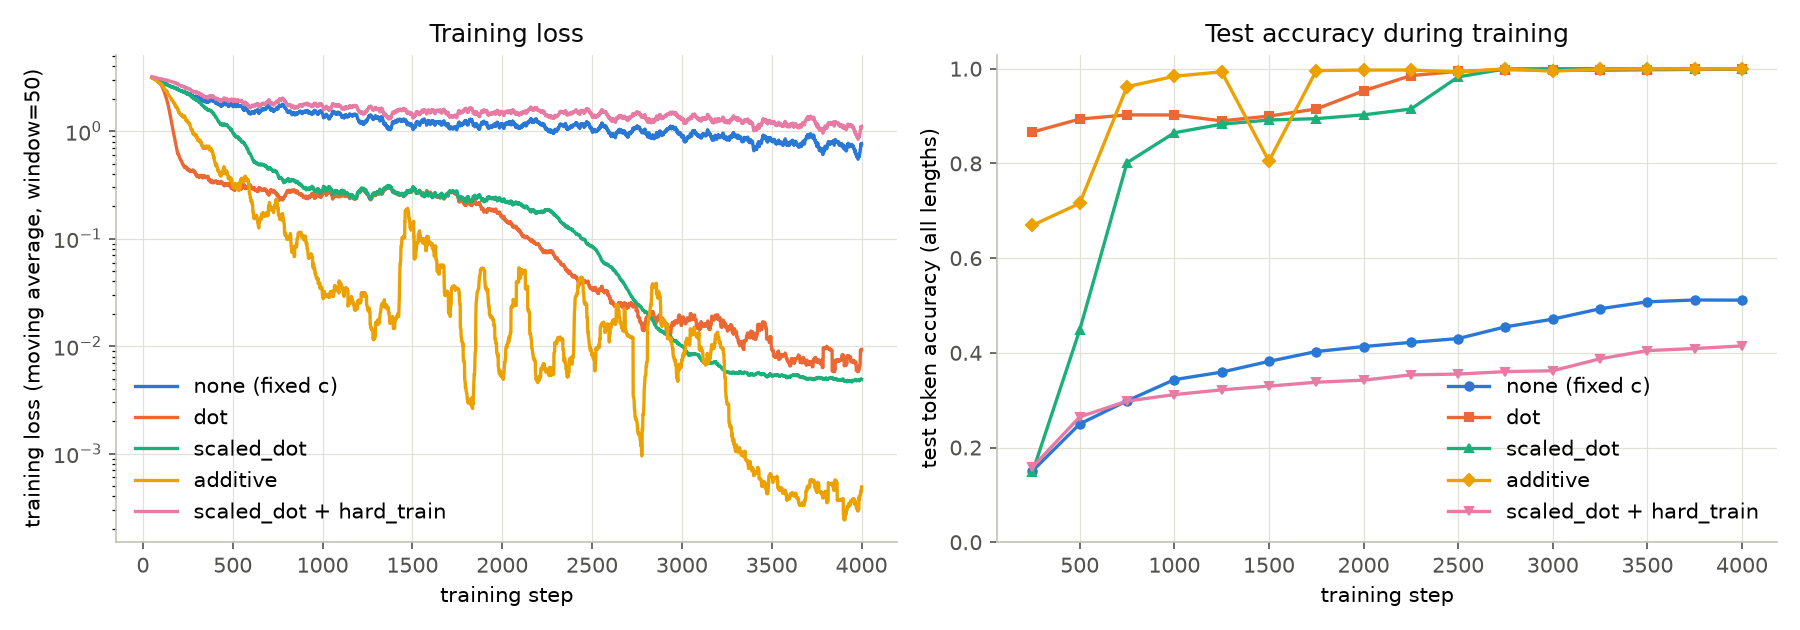 Training loss
training loss (moving average, window=50)
10⁰
10⁻¹
10⁻²
10⁻³
none (fixed c)
dot
scaled_dot
additive
scaled_dot + hard_train
0 500 1000 1500 2000 2500 3000 3500 4000
training step
Test accuracy during training
test token accuracy (all lengths)
1.0
0.8
0.6
0.4
0.2
0.0
none (fixed c)
dot
scaled_dot
additive
scaled_dot + hard_train
500 1000 1500 2000 2500 3000 3500 4000
training step